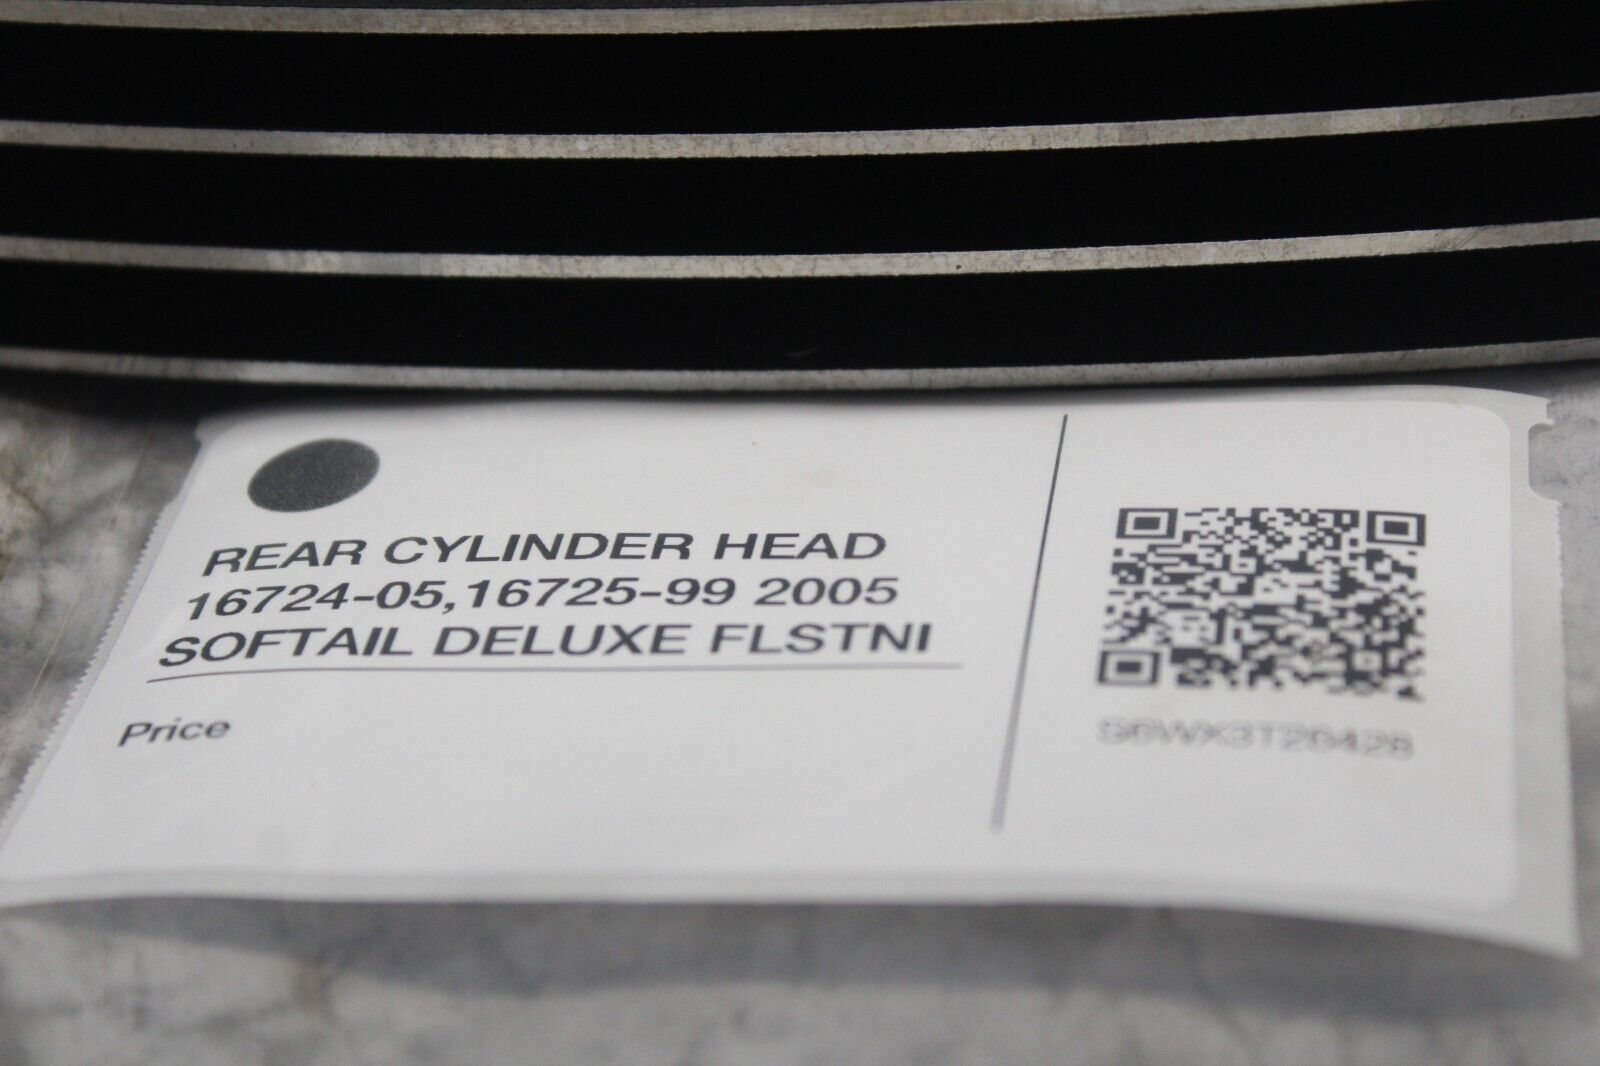 REAR CYLINDER HEAD
16724-05,16725-99 2005
SOFTAIL DELUXE FLSTNI
Price